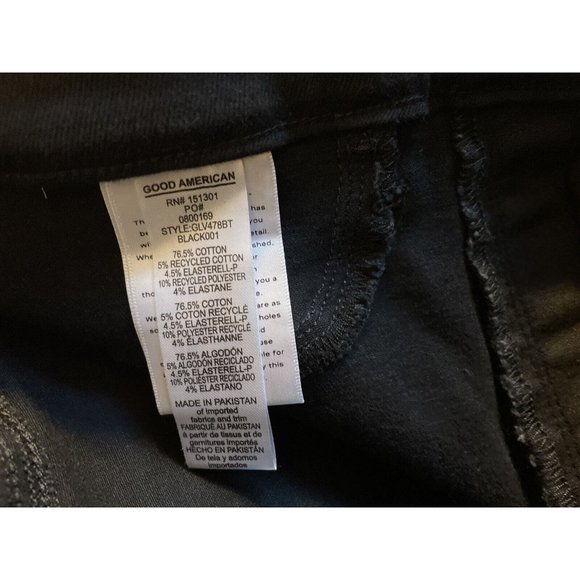 GOOD AMERICAN
RN# 151301
PO#
0800169
STYLE:GLV478BT
BLACK001
76.5% COTTON
5% RECYCLED COTTON
4.5% ELASTERELL-P
10% RECYCLED POLYESTER
4% ELASTANE
76.5% COTON
5% COTON RECYCLÉ
4.5% ELASTERELL-P
10% POLYESTER RECYCLÉ
4% ELASTHANNE
76.5% ALGODÓN
5% ALGODÓN RECICLADO
4.5% ELASTERELL-P
10% POLIÉSTER RECICLADO
4% ELASTANO
MADE IN PAKISTAN
of imported
fabrics and trim
FABRIQUÉ AU PAKISTAN
à partir de tissus et de
garnitures importés
HECHO EN PAKISTÁN
De tela y adornos
importados